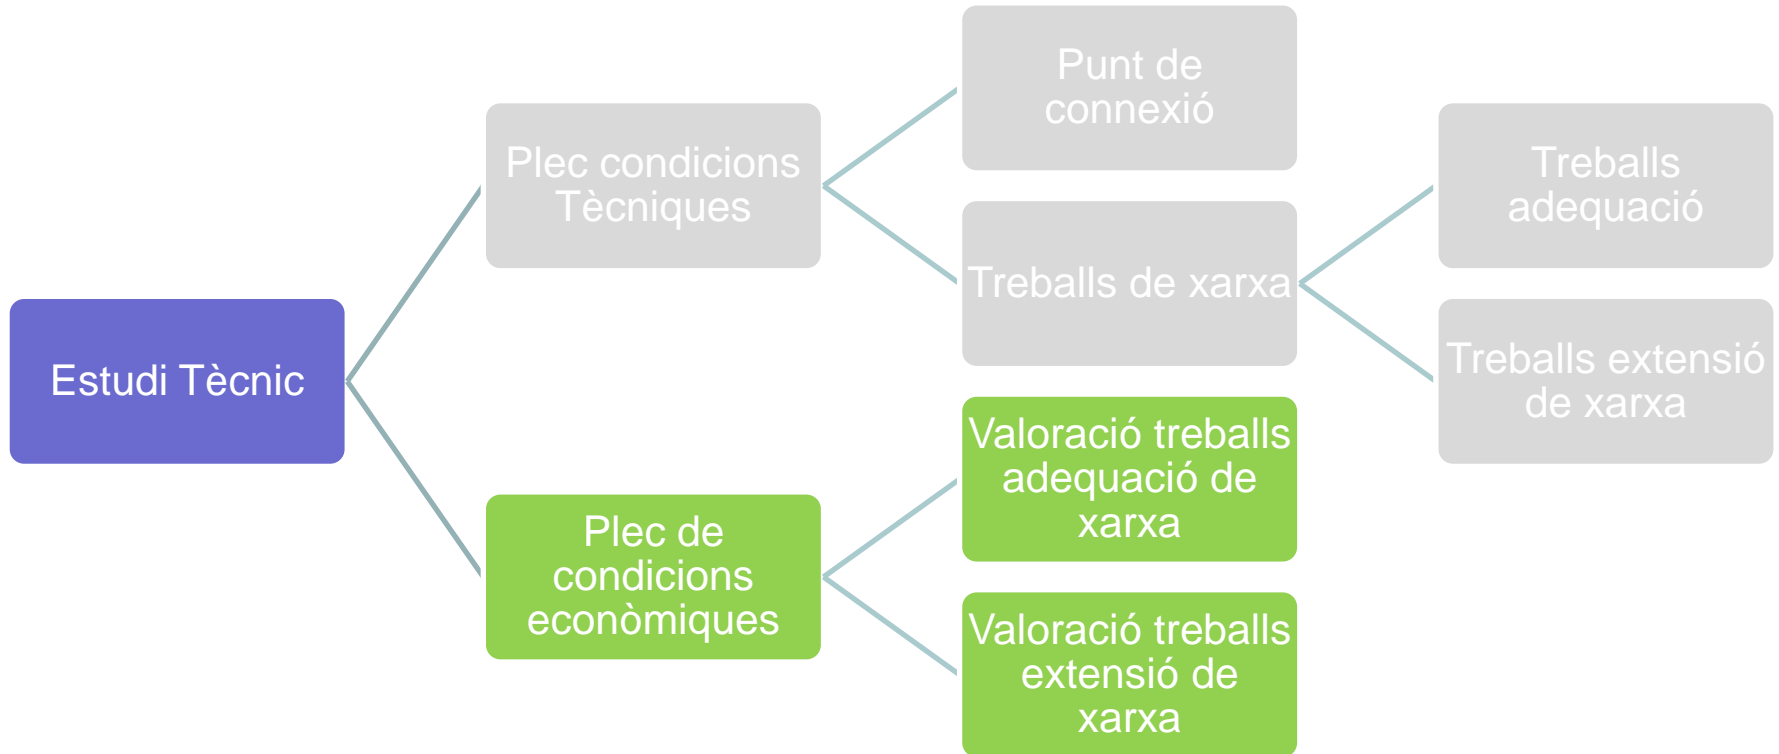 Estudi Tècnic
Plec condicions
Tècniques
Punt de
connexió
Treballs de xarxa
Treballs
adequació
Treballs extensió
de xarxa
Plec de
condicions
econòmiques
Valoració treballs
adequació de
xarxa
Valoració treballs
extensió de
xarxa